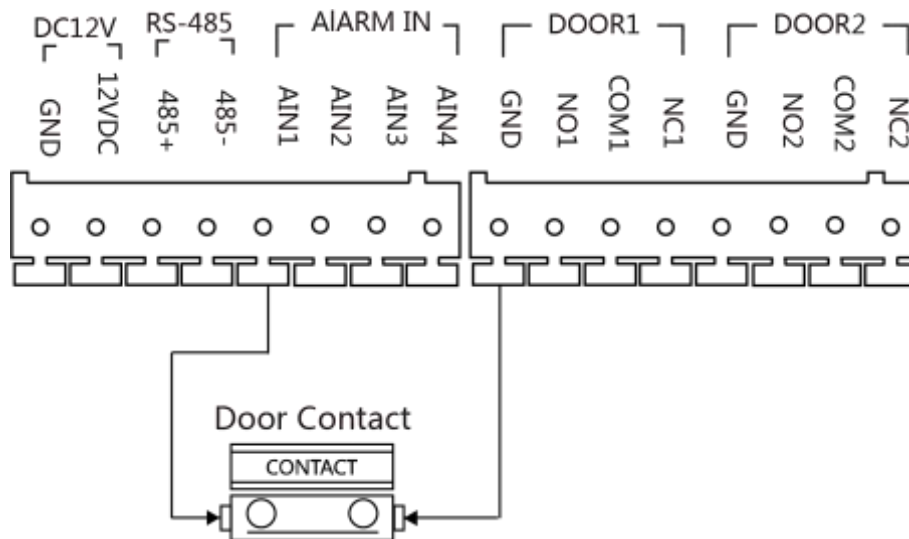 DC12V RS-485 AlARM IN DOOR1 DOOR2
GND 12VDC 485+ 485- AIN1 AIN2 AIN3 AIN4 GND NO1 COM1 NC1 GND NO2 COM2 NC2
Door Contact
CONTACT